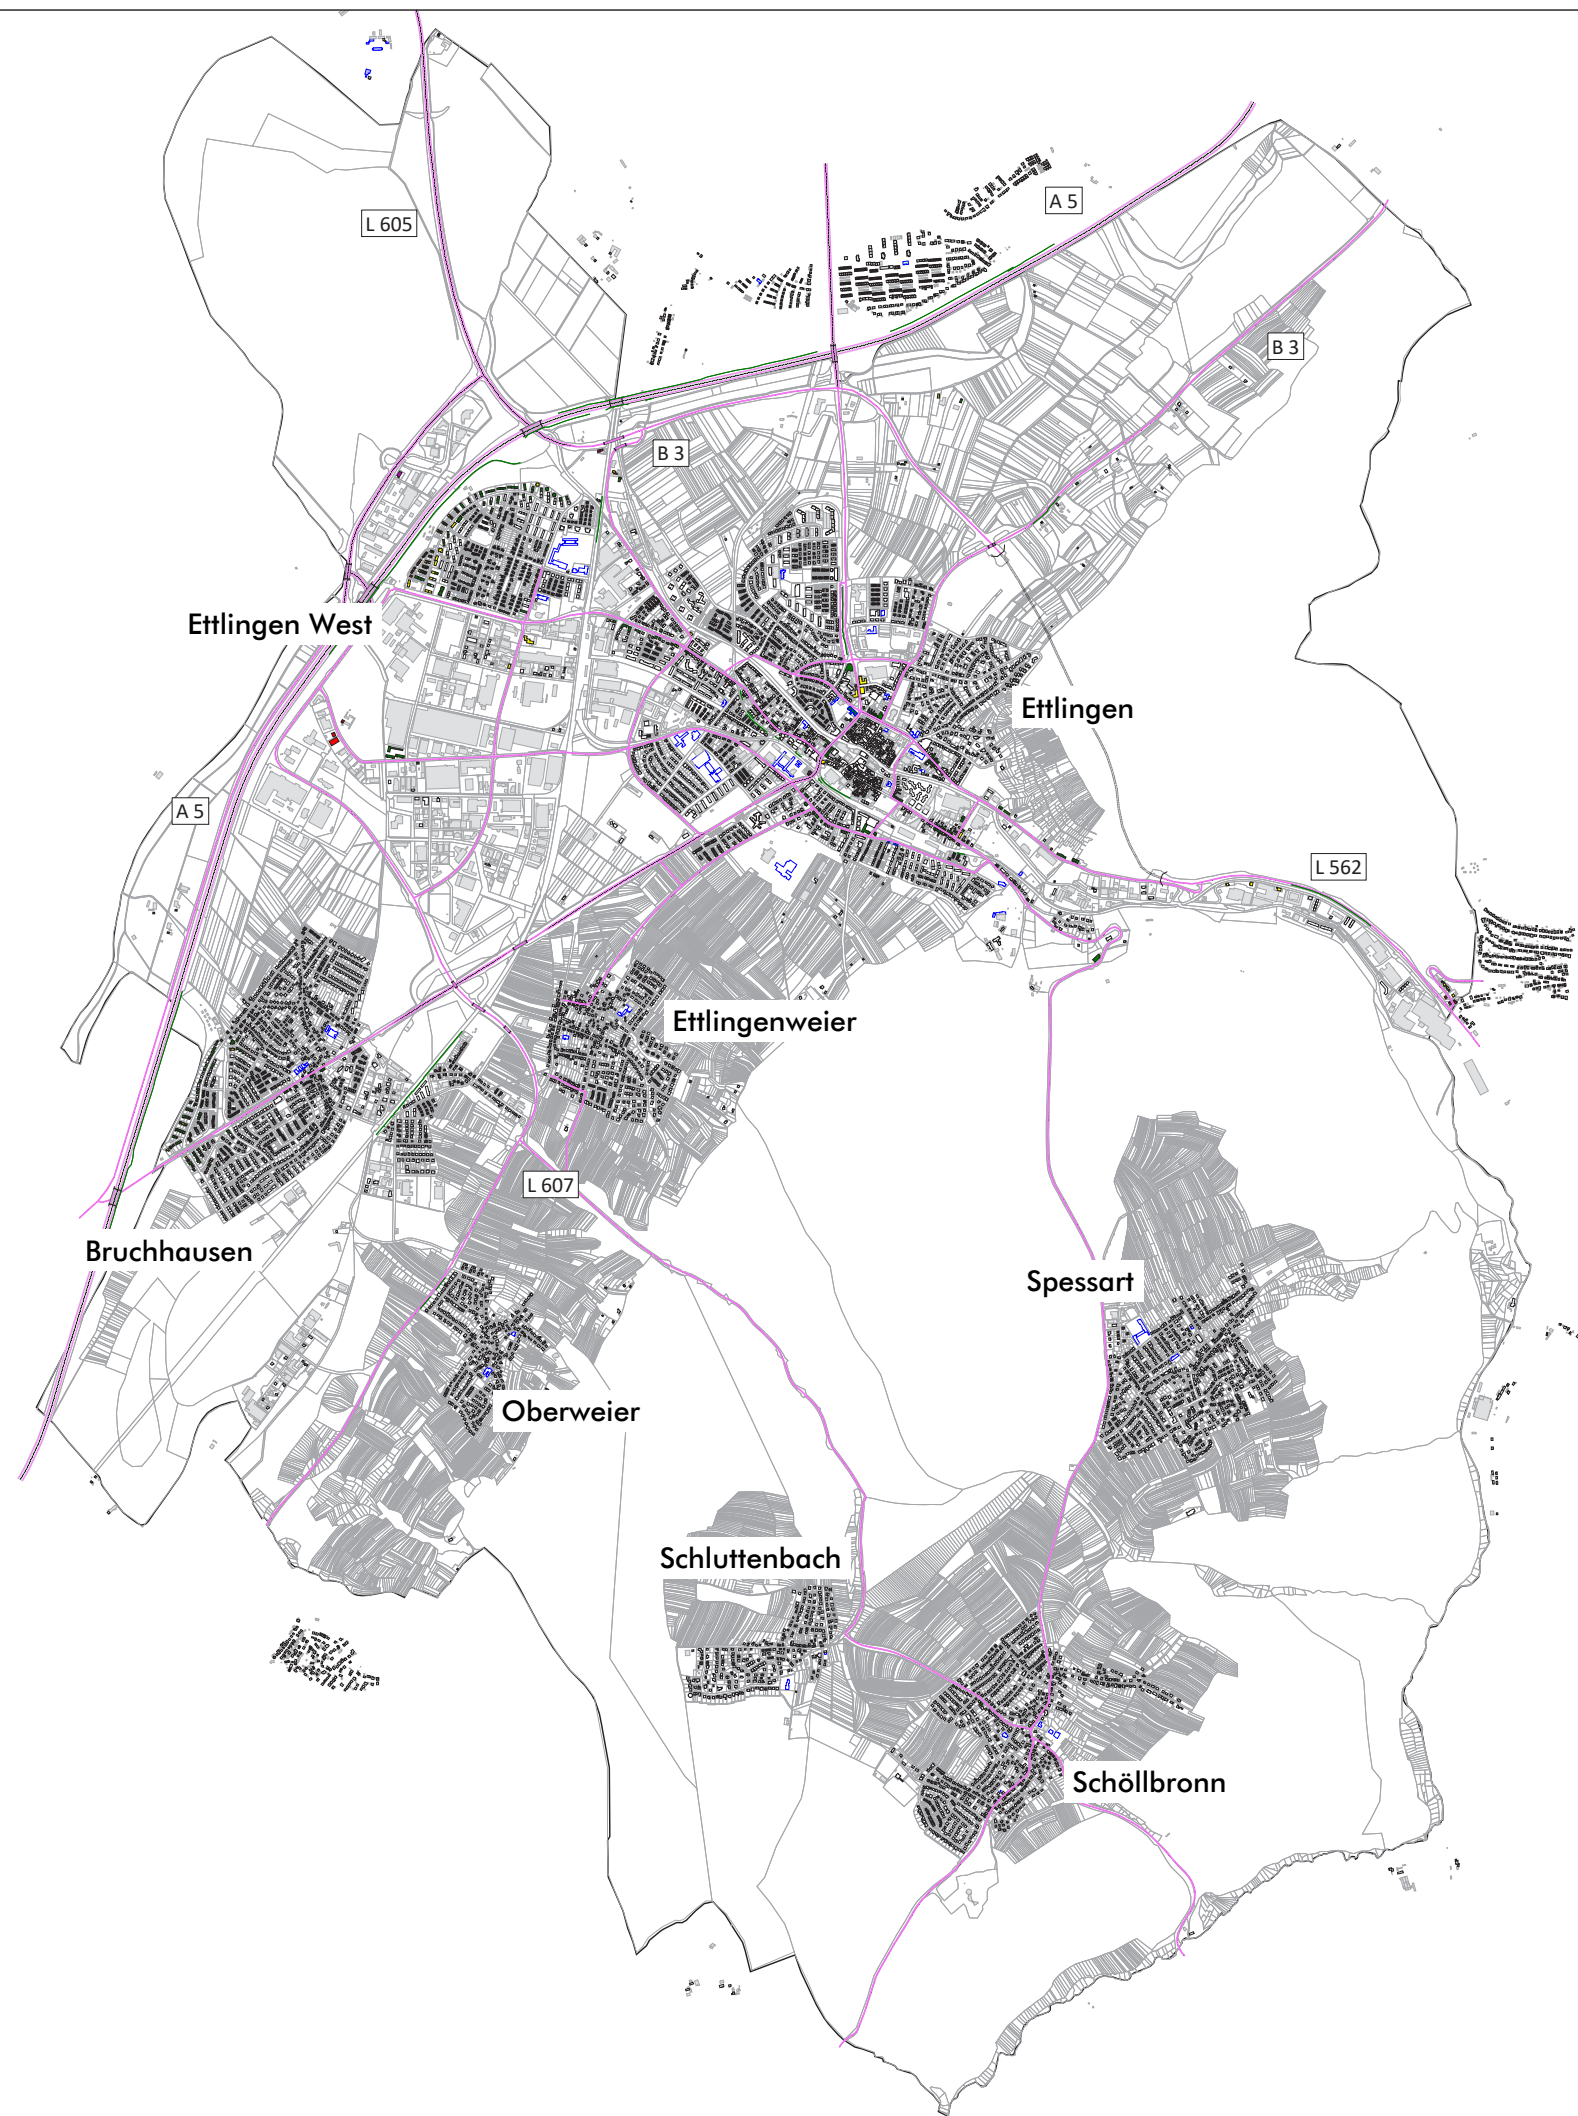 A 5
L 605
B 3
B 3
Ettlingen West
Ettlingen
A 5
L 562
Ettlingenweier
L 607
Bruchhausen
Spessart
Oberweier
Schluttenbach
Schöllbronn